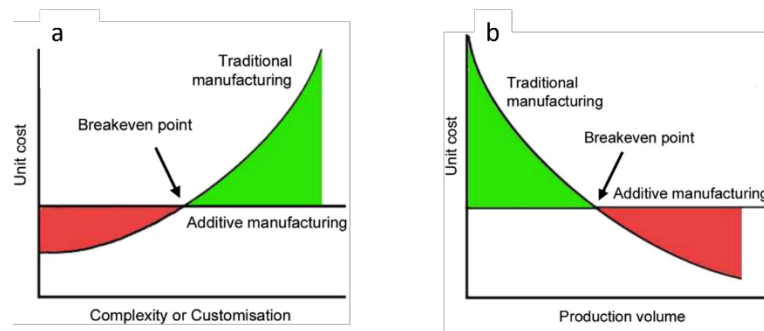 a
Traditional
manufacturing
Breakeven point
Unit cost
Additive manufacturing
Complexity or Customisation
b
Traditional
manufacturing
Breakeven point
Unit cost
Additive manufacturing
Production volume